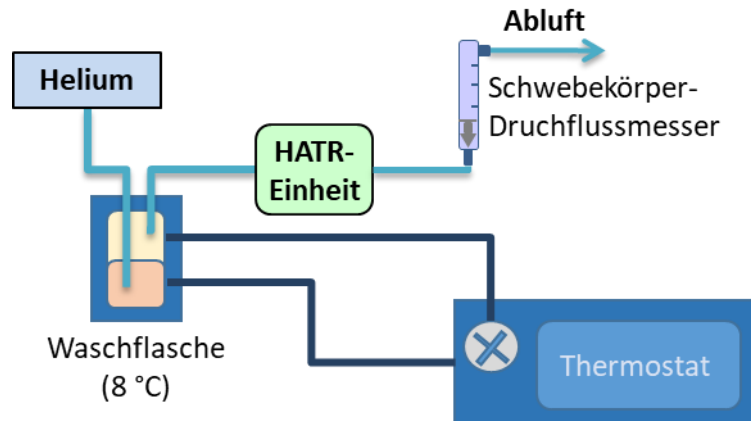 Abluft
Helium
Schwebekörper-
Druchflussmesser
HATR-
Einheit
Waschflasche
(8 °C)
Thermostat